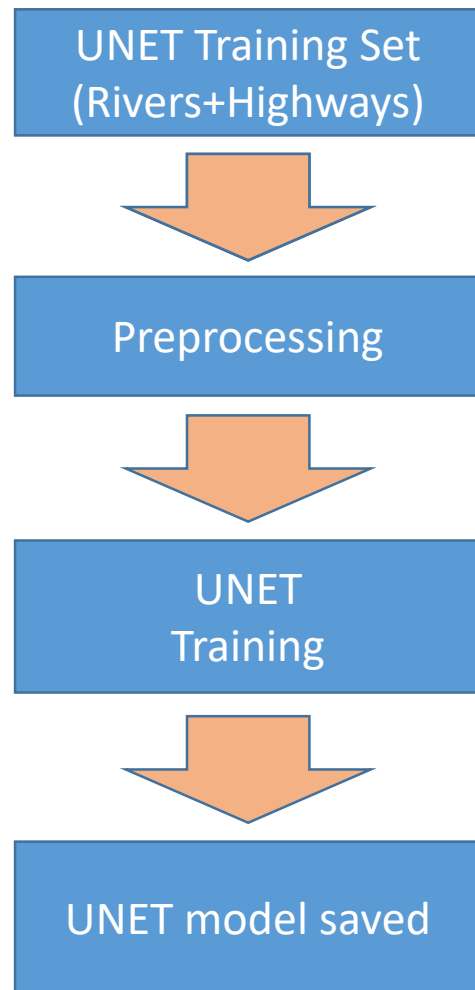 UNET Training Set
(Rivers+Highways)
Preprocessing
UNET
Training
UNET model saved